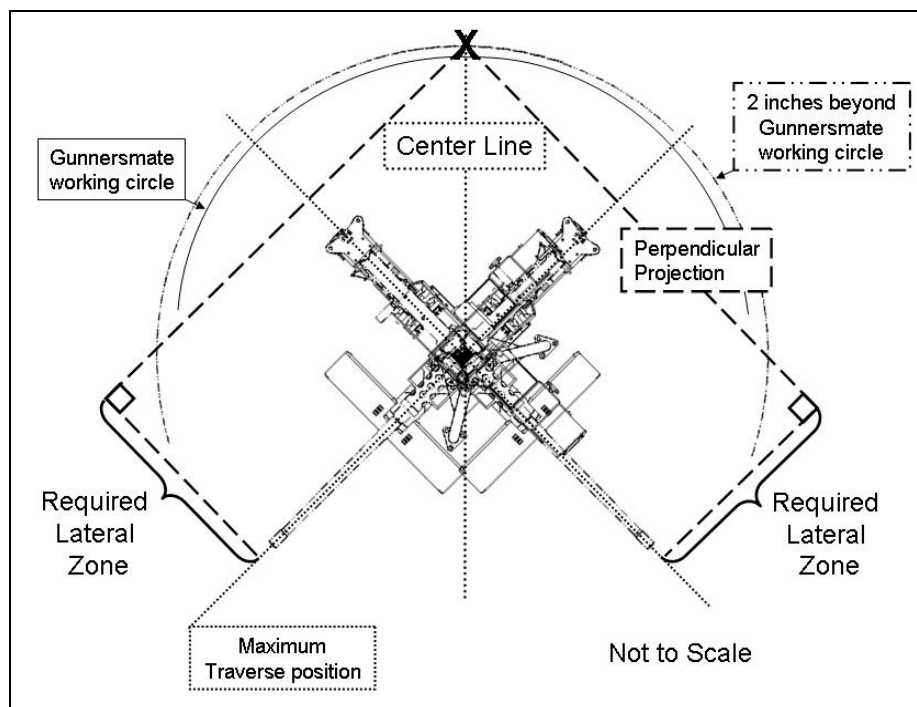 X
2 inches beyond
Gunnersmate
working circle
Center Line
Gunnersmate
working circle
Perpendicular
Projection
Required
Lateral
Zone
Required
Lateral
Zone
Maximum
Traverse position
Not to Scale